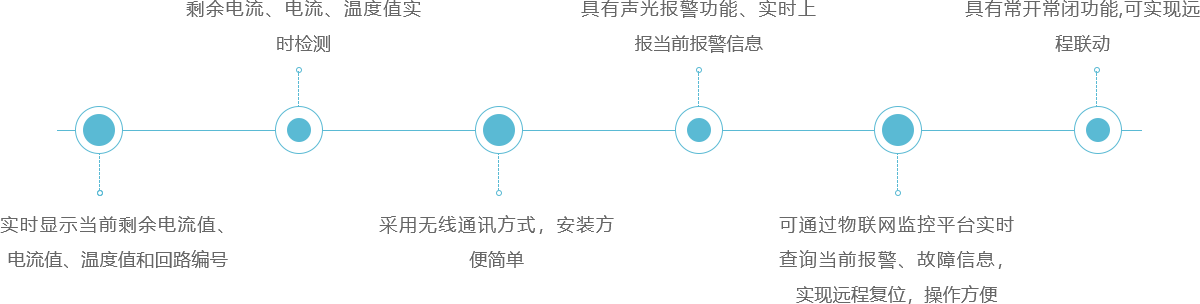 剩余电流、电流、温度值实
时检测
具有声光报警功能、实时上
报当前报警信息
具有常开常闭功能,可实现远
程联动
实时显示当前剩余电流值、
电流值、温度值和回路编号
采用无线通讯方式，安装方
便简单
可通过物联网监控平台实时
查询当前报警、故障信息，
实现远程复位，操作方便